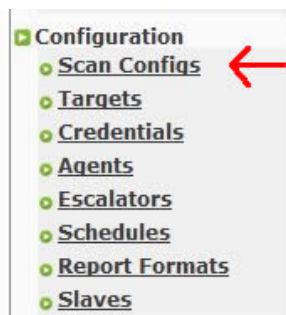 Configuration
Scan Configs
Targets
Credentials
Agents
Escalators
Schedules
Report Formats
Slaves